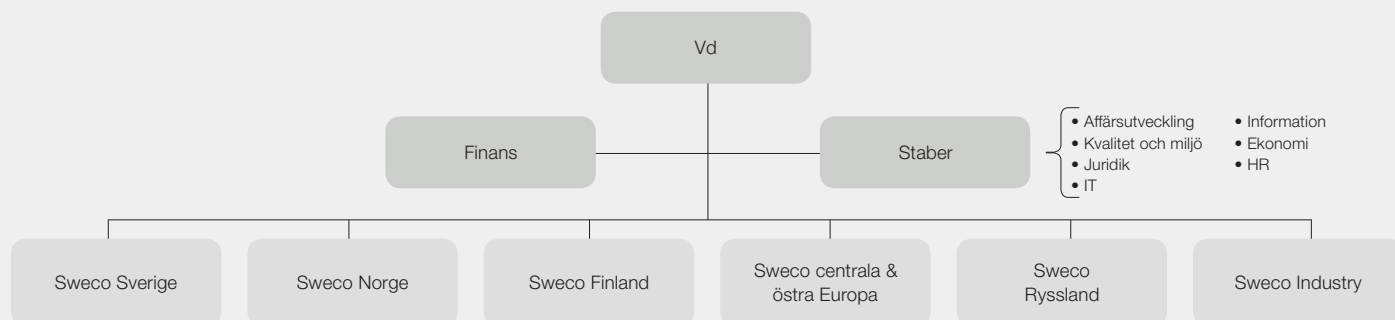 Vd
Finans
Staber
• Affärsutveckling
• Kvalitet och miljö
• Juridik
• IT
• Information
• Ekonomi
• HR
Sweco Sverige
Sweco Norge
Sweco Finland
Sweco centrala &
östra Europa
Sweco
Ryssland
Sweco Industry